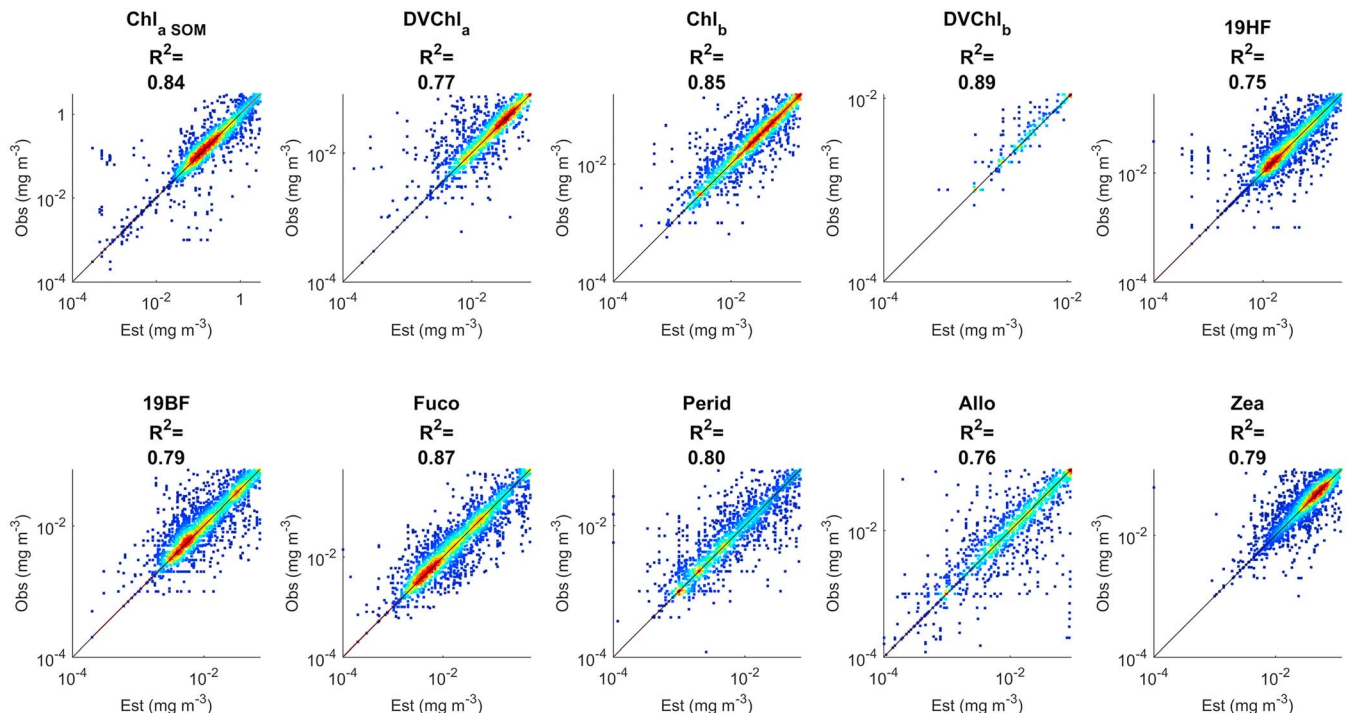 Chl a SOM
R²=
0.84
Obs (mg m⁻³)
1
10⁻²
10⁻⁴
10⁻⁴
10⁻²
1
Est (mg m⁻³)
DVChl a
R²=
0.77
Obs (mg m⁻³)
10⁻²
10⁻⁴
10⁻⁴
10⁻²
Est (mg m⁻³)
Chl b
R²=
0.85
Obs (mg m⁻³)
10⁻²
10⁻⁴
10⁻⁴
10⁻²
Est (mg m⁻³)
DVChl b
R²=
0.89
Obs (mg m⁻³)
10⁻²
10⁻⁴
10⁻⁴
10⁻²
Est (mg m⁻³)
19HF
R²=
0.75
Obs (mg m⁻³)
10⁻²
10⁻⁴
10⁻⁴
10⁻²
Est (mg m⁻³)
19BF
R²=
0.79
Obs (mg m⁻³)
10⁻²
10⁻⁴
10⁻⁴
10⁻²
Est (mg m⁻³)
Fuco
R²=
0.87
Obs (mg m⁻³)
10⁻²
10⁻⁴
10⁻⁴
10⁻²
Est (mg m⁻³)
Perid
R²=
0.80
Obs (mg m⁻³)
10⁻²
10⁻⁴
10⁻⁴
10⁻²
Est (mg m⁻³)
Allo
R²=
0.76
Obs (mg m⁻³)
10⁻²
10⁻⁴
10⁻⁴
10⁻²
Est (mg m⁻³)
Zea
R²=
0.79
Obs (mg m⁻³)
10⁻²
10⁻⁴
10⁻⁴
10⁻²
Est (mg m⁻³)